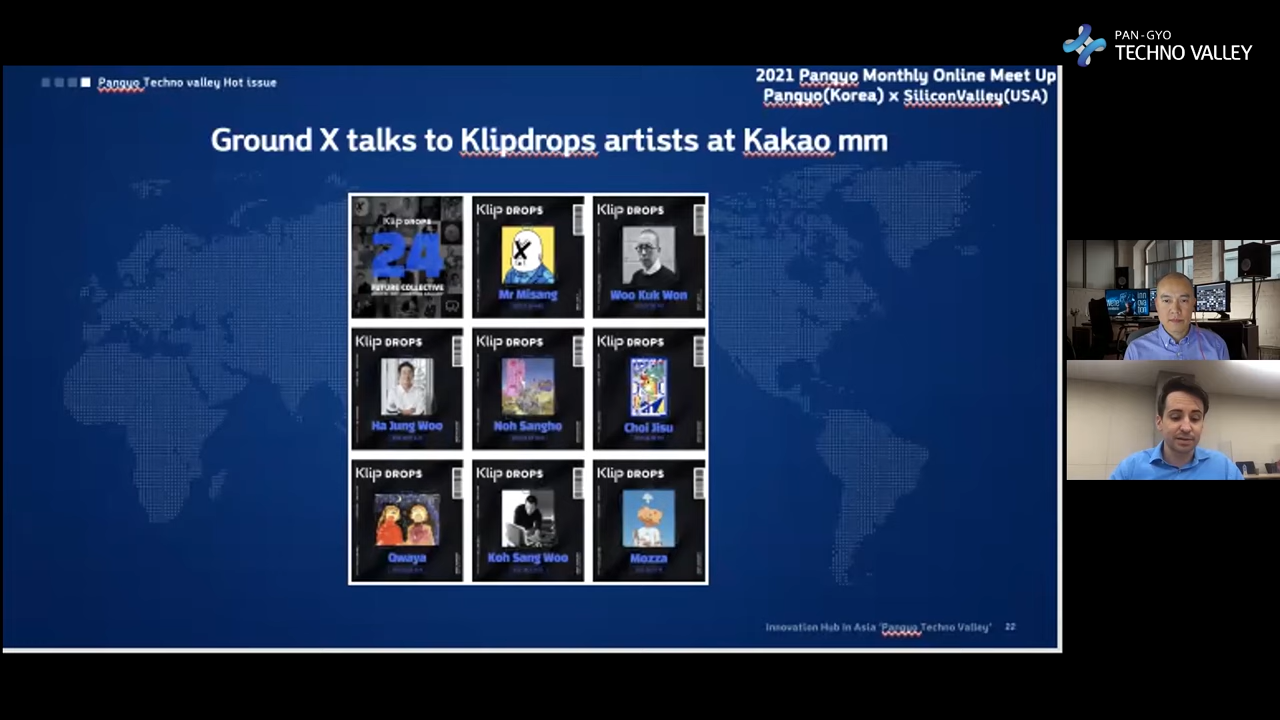 PAN-GYO
TECHNO VALLEY
Pangyo Techno valley Hot issue
2021 Pangyo Monthly Online Meet Up
Pangyo(Korea) x SiliconValley(USA)
Ground X talks to Klipdrops artists at Kakao mm
Klip DROPS
24
FUTURE COLLECTIVE
Klip DROPS
Mr Misang
Klip DROPS
Woo Kuk Won
Klip DROPS
Ha Jung Woo
Klip DROPS
Noh Sangho
Klip DROPS
Choi Jisu
Klip DROPS
Qwaya
Klip DROPS
Koh Sang Woo
Klip DROPS
Mozza
Innovation Hub in Asia 'Pangyo Techno Valley' 22